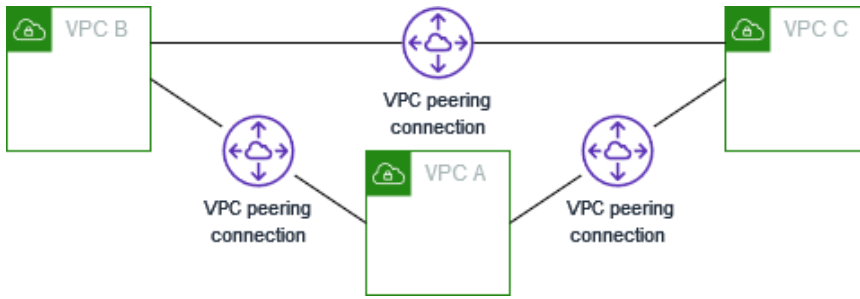 VPC B
VPC C
VPC peering
connection
VPC A
VPC peering
connection
VPC peering
connection